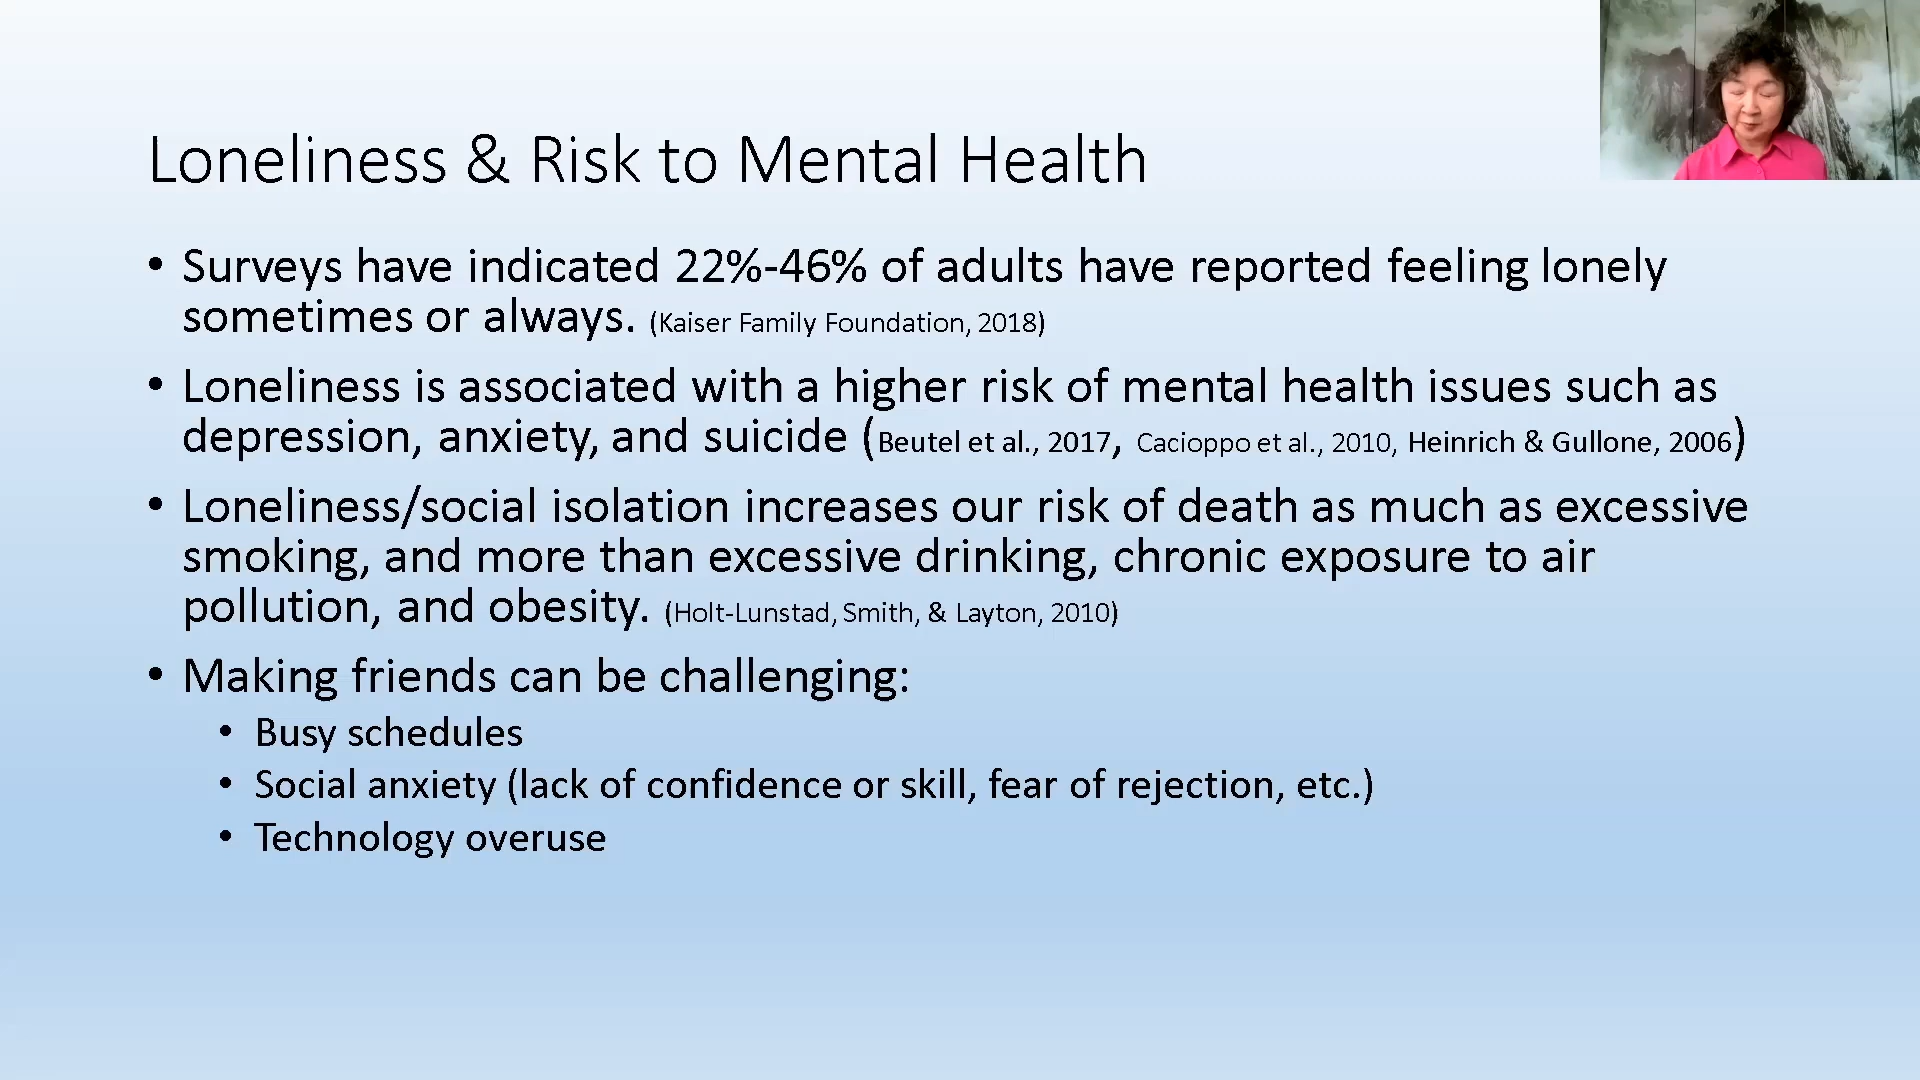 Loneliness & Risk to Mental Health
• Surveys have indicated 22%-46% of adults have reported feeling lonely
sometimes or always. (Kaiser Family Foundation, 2018)
• Loneliness is associated with a higher risk of mental health issues such as
depression, anxiety, and suicide (Beutel et al., 2017, Cacioppo et al., 2010, Heinrich & Gullone, 2006)
• Loneliness/social isolation increases our risk of death as much as excessive
smoking, and more than excessive drinking, chronic exposure to air
pollution, and obesity. (Holt-Lunstad, Smith, & Layton, 2010)
• Making friends can be challenging:
• Busy schedules
• Social anxiety (lack of confidence or skill, fear of rejection, etc.)
• Technology overuse